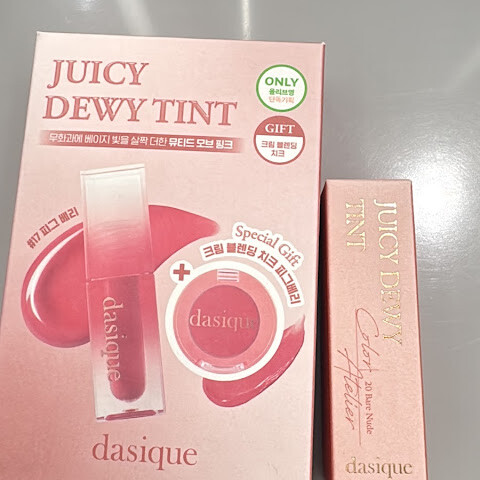 JUICY
DEWY TINT
무화과에 베이지 빛을 살짝 더한 뮤티드 모브 핑크
ONLY
올리브영
단독기획
GIFT
크림 블렌딩
치크
#17 피그 베리
Special Gift
크림 블렌딩 치크 피그베리
+
dasique
dasique
dasique
JUICY DEWY
TINT
Color
Atelier
20 Bare Nude
dasique